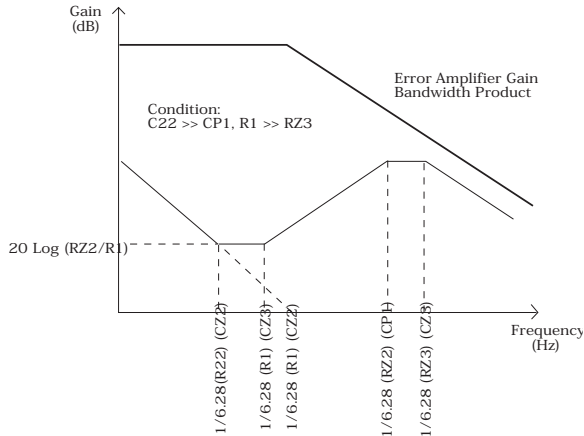 Gain
(dB)
Error Amplifier Gain
Bandwidth Product
Condition:
C22 >> CP1, R1 >> RZ3
20 Log (RZ2/R1)
Frequency
(Hz)
1/6.28(R22) (CZ2)
1/6.28 (R1) (CZ3)
1/6.28 (R1) (CZ2)
1/6.28 (RZ2) (CP1)
1/6.28 (RZ3) (CZ3)